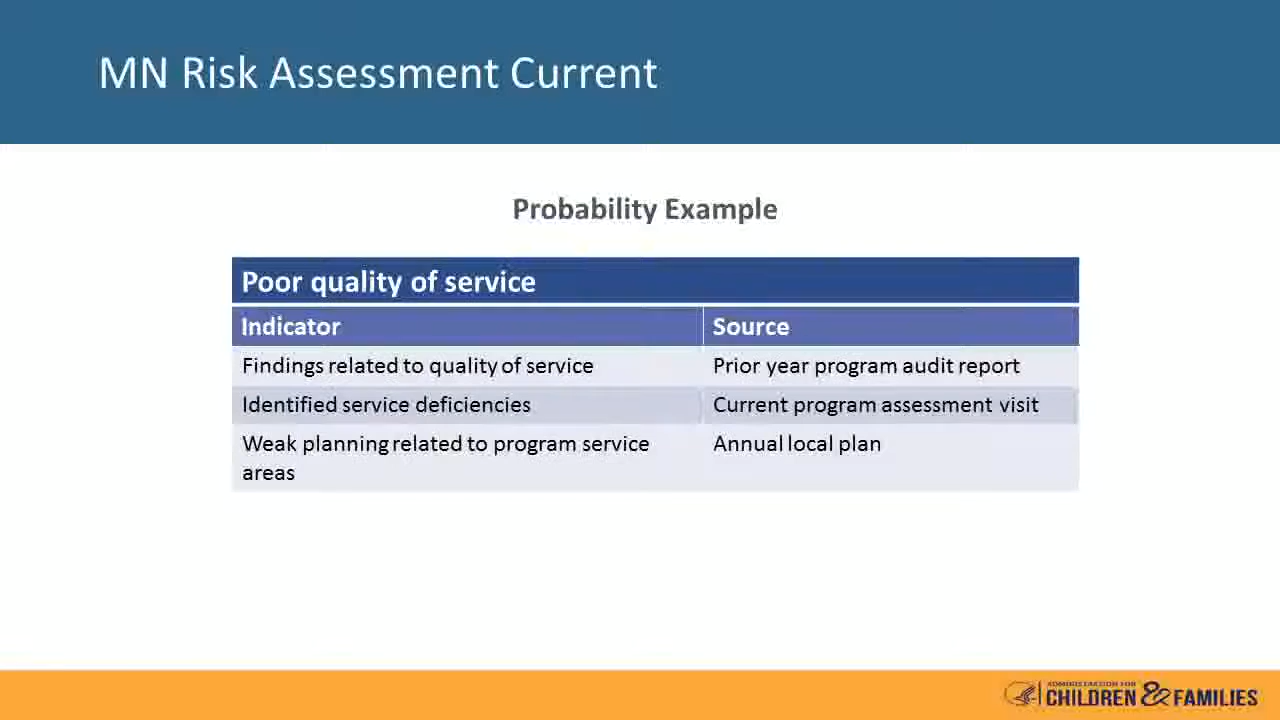 MN Risk Assessment Current
Probability Example
Poor quality of service
Indicator Source
Findings related to quality of service Prior year program audit report
Identified service deficiencies Current program assessment visit
Weak planning related to program service Annual local plan
areas
ADMINISTRATION FOR
CHILDREN & FAMILIES